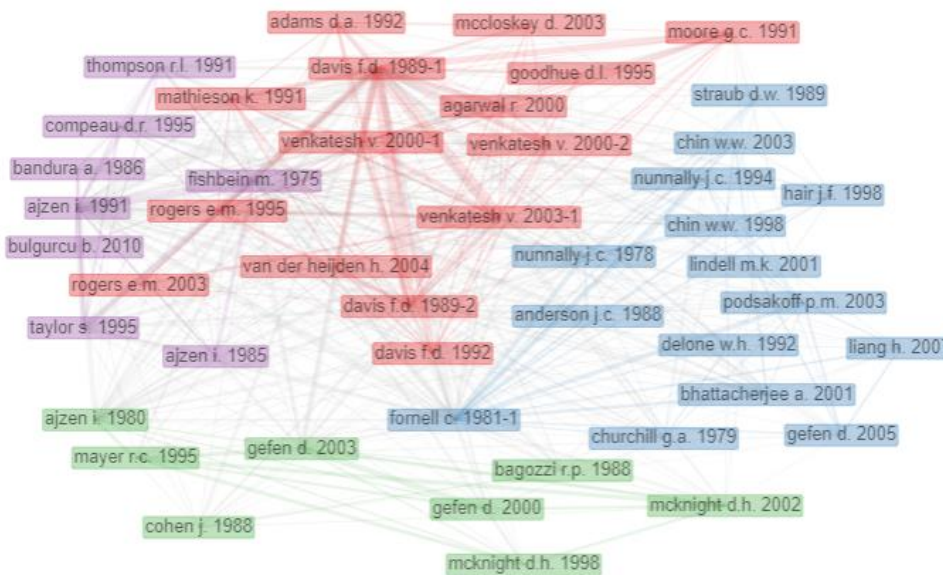 adams d.a. 1992
mccloskey d. 2003
moore g.c. 1991
thompson r.l. 1991
davis f.d. 1989-1
goodhue d.l. 1995
mathieson k. 1991
agarwal r. 2000
straub d.w. 1989
compeau d.r. 1995
venkatesh v. 2000-1
venkatesh v. 2000-2
chin w.w. 2003
bandura a. 1986
fishbein m. 1975
nunnally j.c. 1994
hair j.f. 1998
ajzen i. 1991
rogers e.m. 1995
venkatesh v. 2003-1
chin w.w. 1998
bulgurcu b. 2010
nunnally j.c. 1978
van der heijden h. 2004
lindell m.k. 2001
rogers e.m. 2003
davis f.d. 1989-2
anderson j.c. 1988
podsakoff p.m. 2003
taylor s. 1995
ajzen i. 1985
davis f.d. 1992
delone w.h. 1992
liang h. 2007
bhattacherjee a. 2001
ajzen i. 1980
fornell c. 1981-1
churchill g.a. 1979
gefen d. 2005
gefen d. 2003
mayer r.c. 1995
bagozzi r.p. 1988
gefen d. 2000
mcknight d.h. 2002
cohen j. 1988
mcknight d.h. 1998